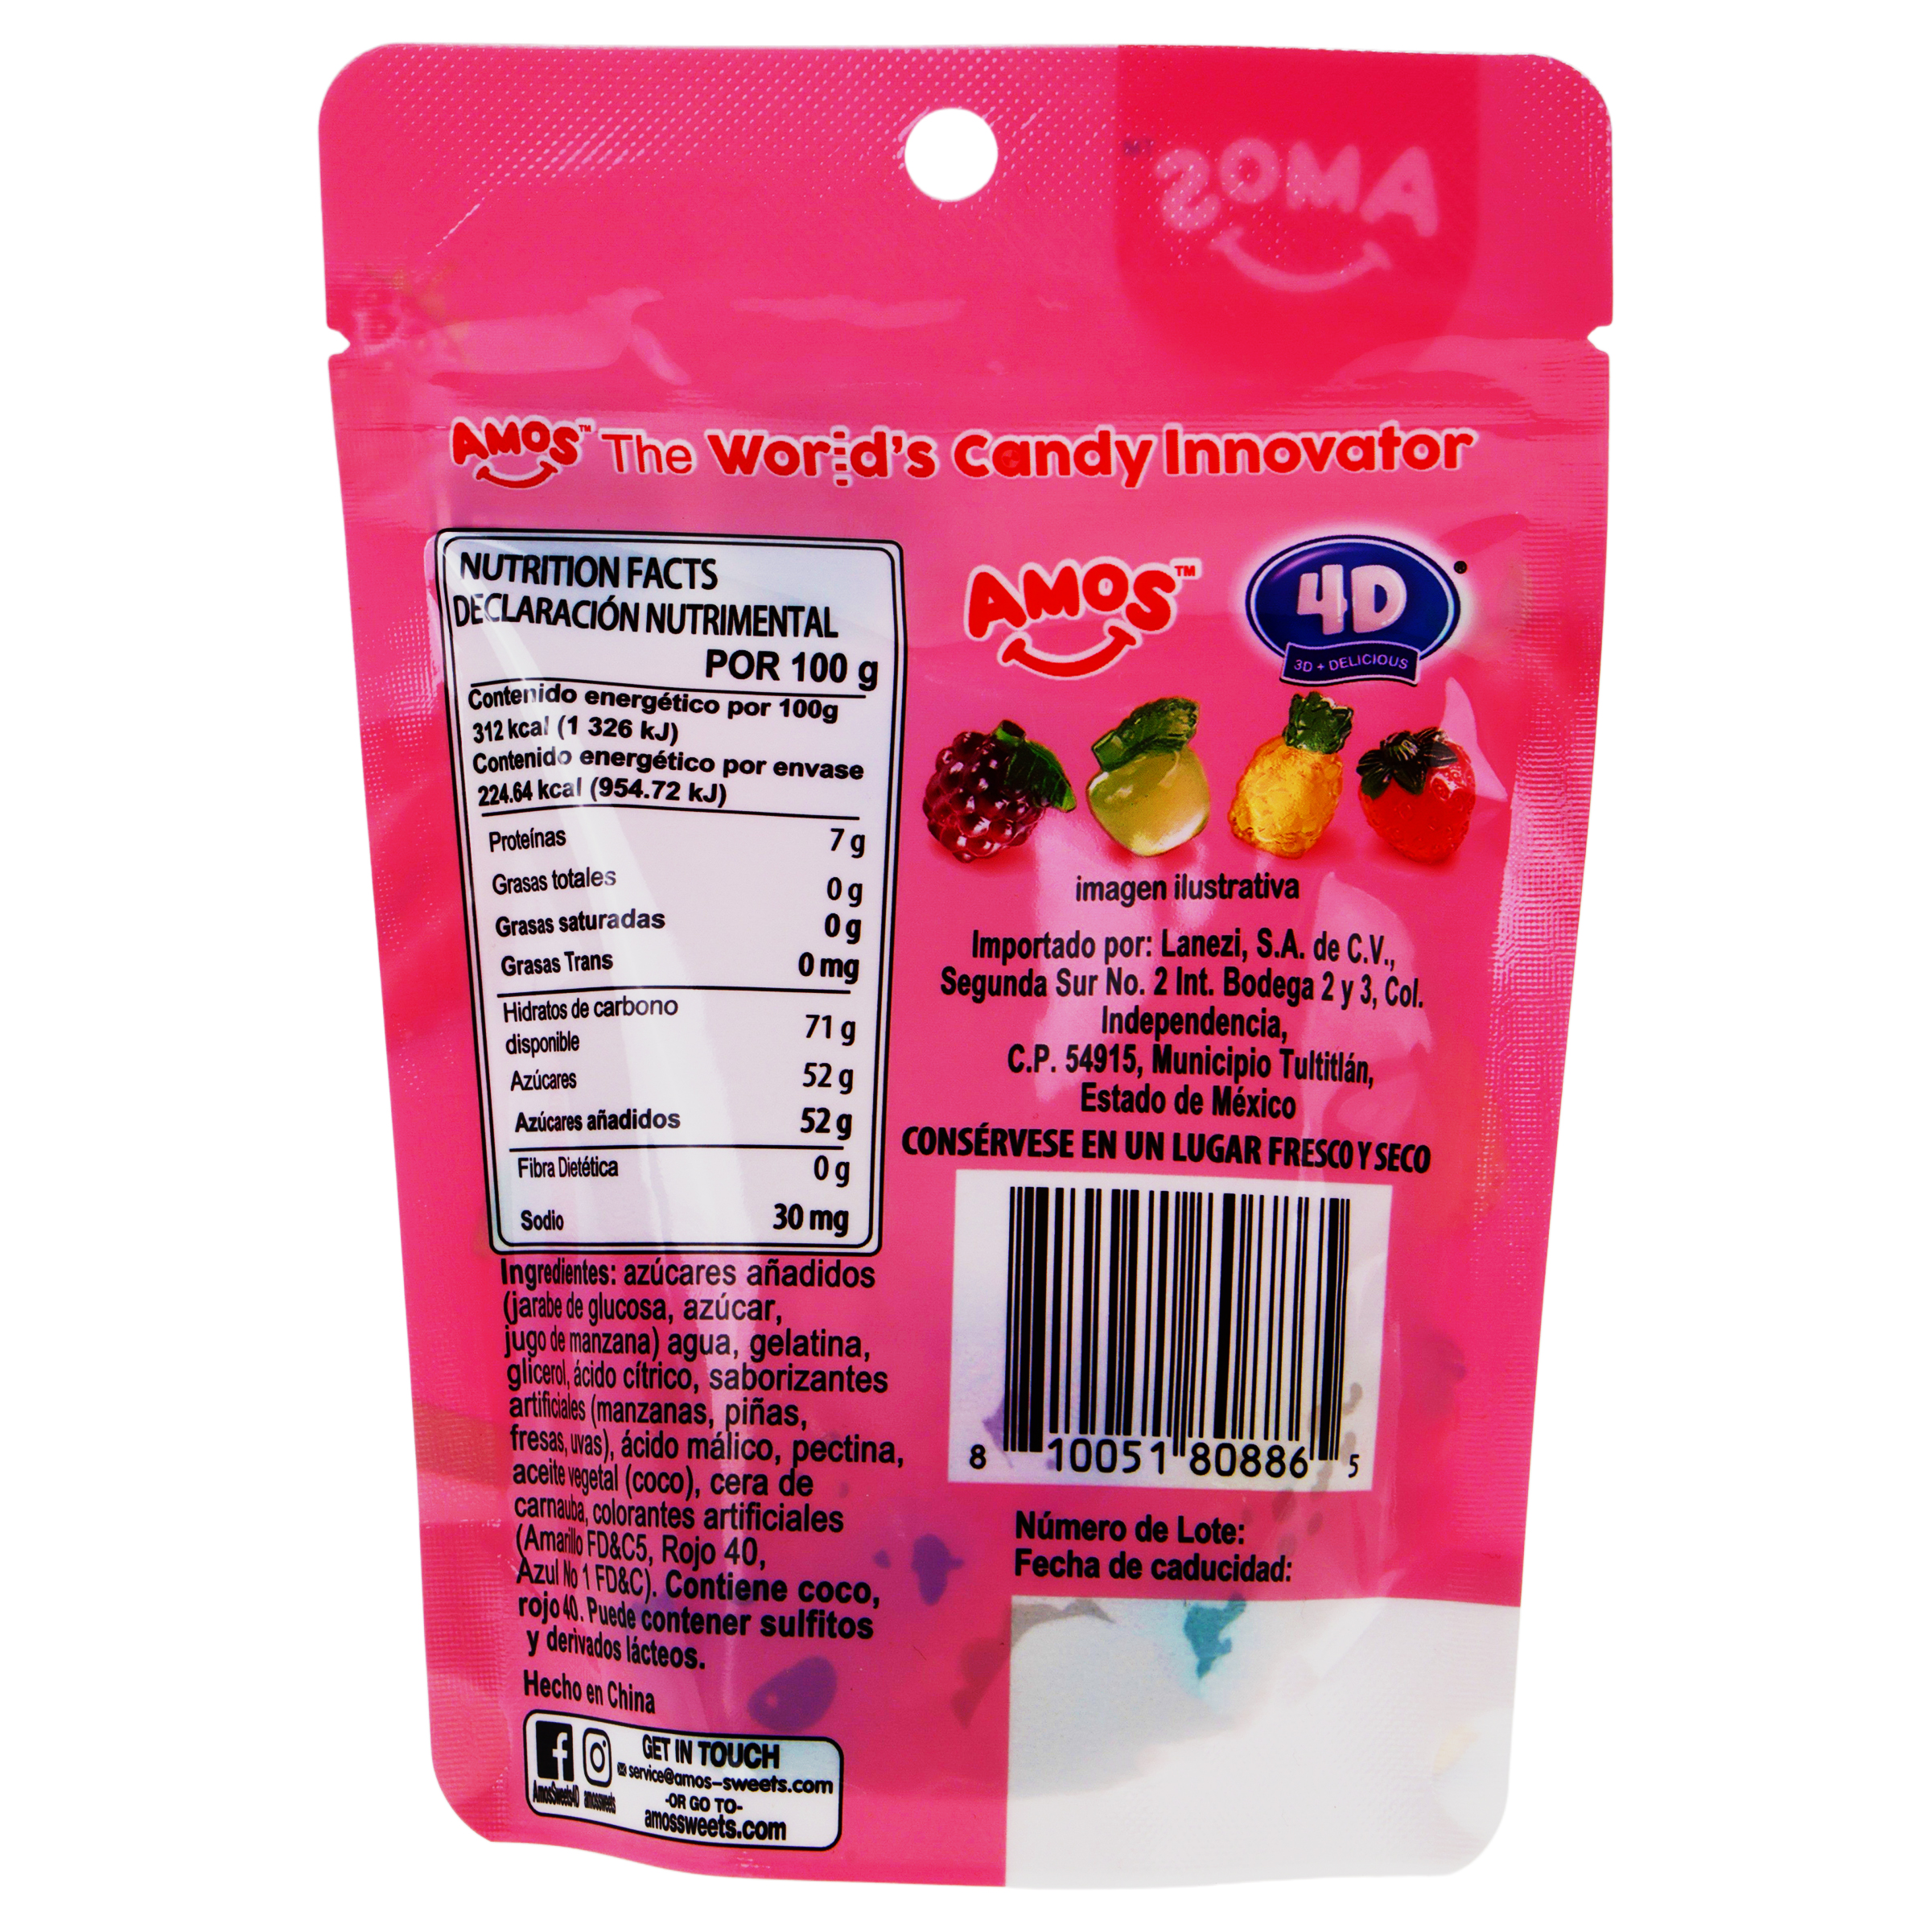 AMOS
AMOS™ The World's Candy Innovator
NUTRITION FACTS
DECLARACIÓN NUTRIMENTAL
POR 100 g
Contenido energético por 100g
312 kcal (1 326 kJ)
Contenido energético por envase
224.64 kcal (954.72 kJ)
Proteínas 7 g
Grasas totales 0 g
Grasas saturadas 0 g
Grasas Trans 0 mg
Hidratos de carbono
disponible 71 g
Azúcares 52 g
Azúcares añadidos 52 g
Fibra Dietética 0 g
Sodio 30 mg
Ingredientes: azúcares añadidos
(jarabe de glucosa, azúcar,
jugo de manzana) agua, gelatina,
glicerol, ácido cítrico, saborizantes
artificiales (manzanas, piñas,
fresas, uvas), ácido málico, pectina,
aceite vegetal (coco), cera de
carnauba, colorantes artificiales
(Amarillo FD&C5, Rojo 40,
Azul No 1 FD&C). Contiene coco,
rojo 40. Puede contener sulfitos
y derivados lácteos.
Hecho en China
GET IN TOUCH
service@amos-sweets.com
-OR GO TO-
amossweets.com
AmosSweets4D amossweets
AMOS™
4D®
3D + DELICIOUS
imagen ilustrativa
Importado por: Lanezi, S.A. de C.V.,
Segunda Sur No. 2 Int. Bodega 2 y 3, Col.
Independencia,
C.P. 54915, Municipio Tultitlán,
Estado de México
CONSÉRVESE EN UN LUGAR FRESCO Y SECO
8 10051 80886 5
Número de Lote:
Fecha de caducidad: